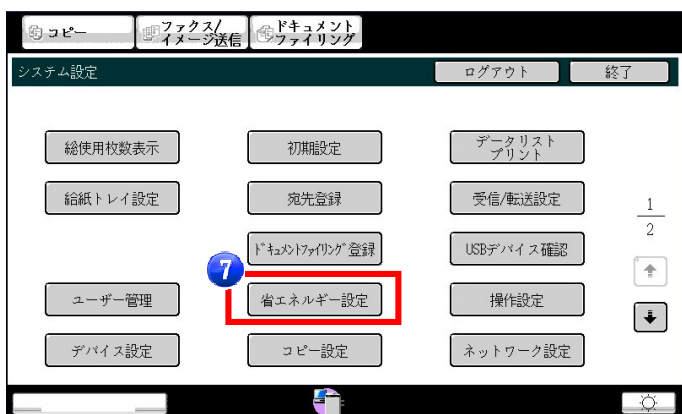 コピー
ファクス/
イメージ送信
ドキュメント
ファイリング
システム設定
ログアウト
終了
総使用枚数表示
初期設定
データリスト
プリント
給紙トレイ設定
宛先登録
受信/転送設定
1
2
ﾄﾞｷｭﾒﾝﾄﾌｧｲﾘﾝｸﾞ登録
USBデバイス確認
7
ユーザー管理
省エネルギー設定
操作設定
デバイス設定
コピー設定
ネットワーク設定